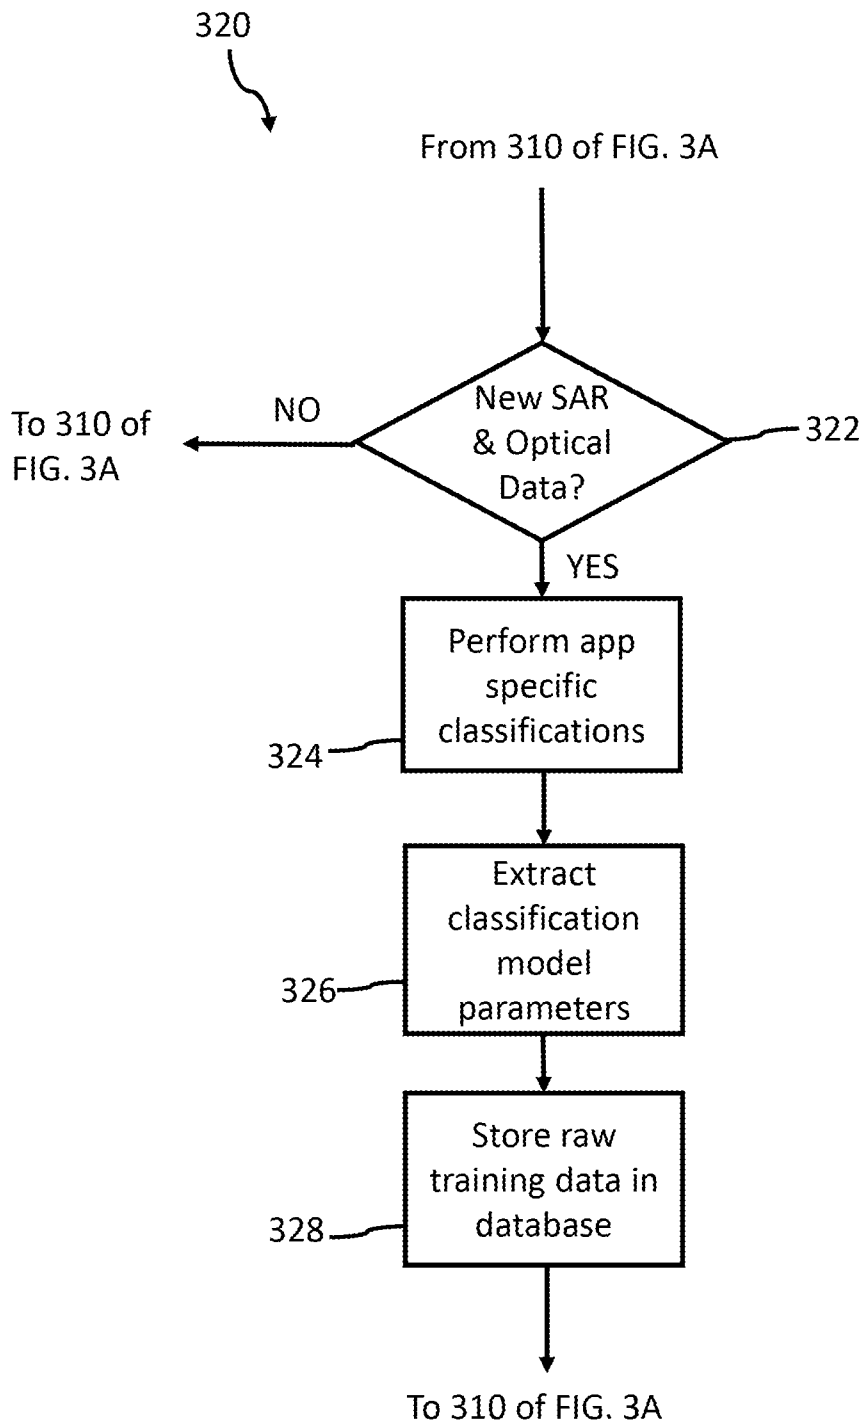 320
From 310 of FIG. 3A
New SAR
& Optical
Data?
322
NO
To 310 of
FIG. 3A
YES
Perform app
specific
classifications
324
Extract
classification
model
parameters
326
Store raw
training data in
database
328
To 310 of FIG. 3A